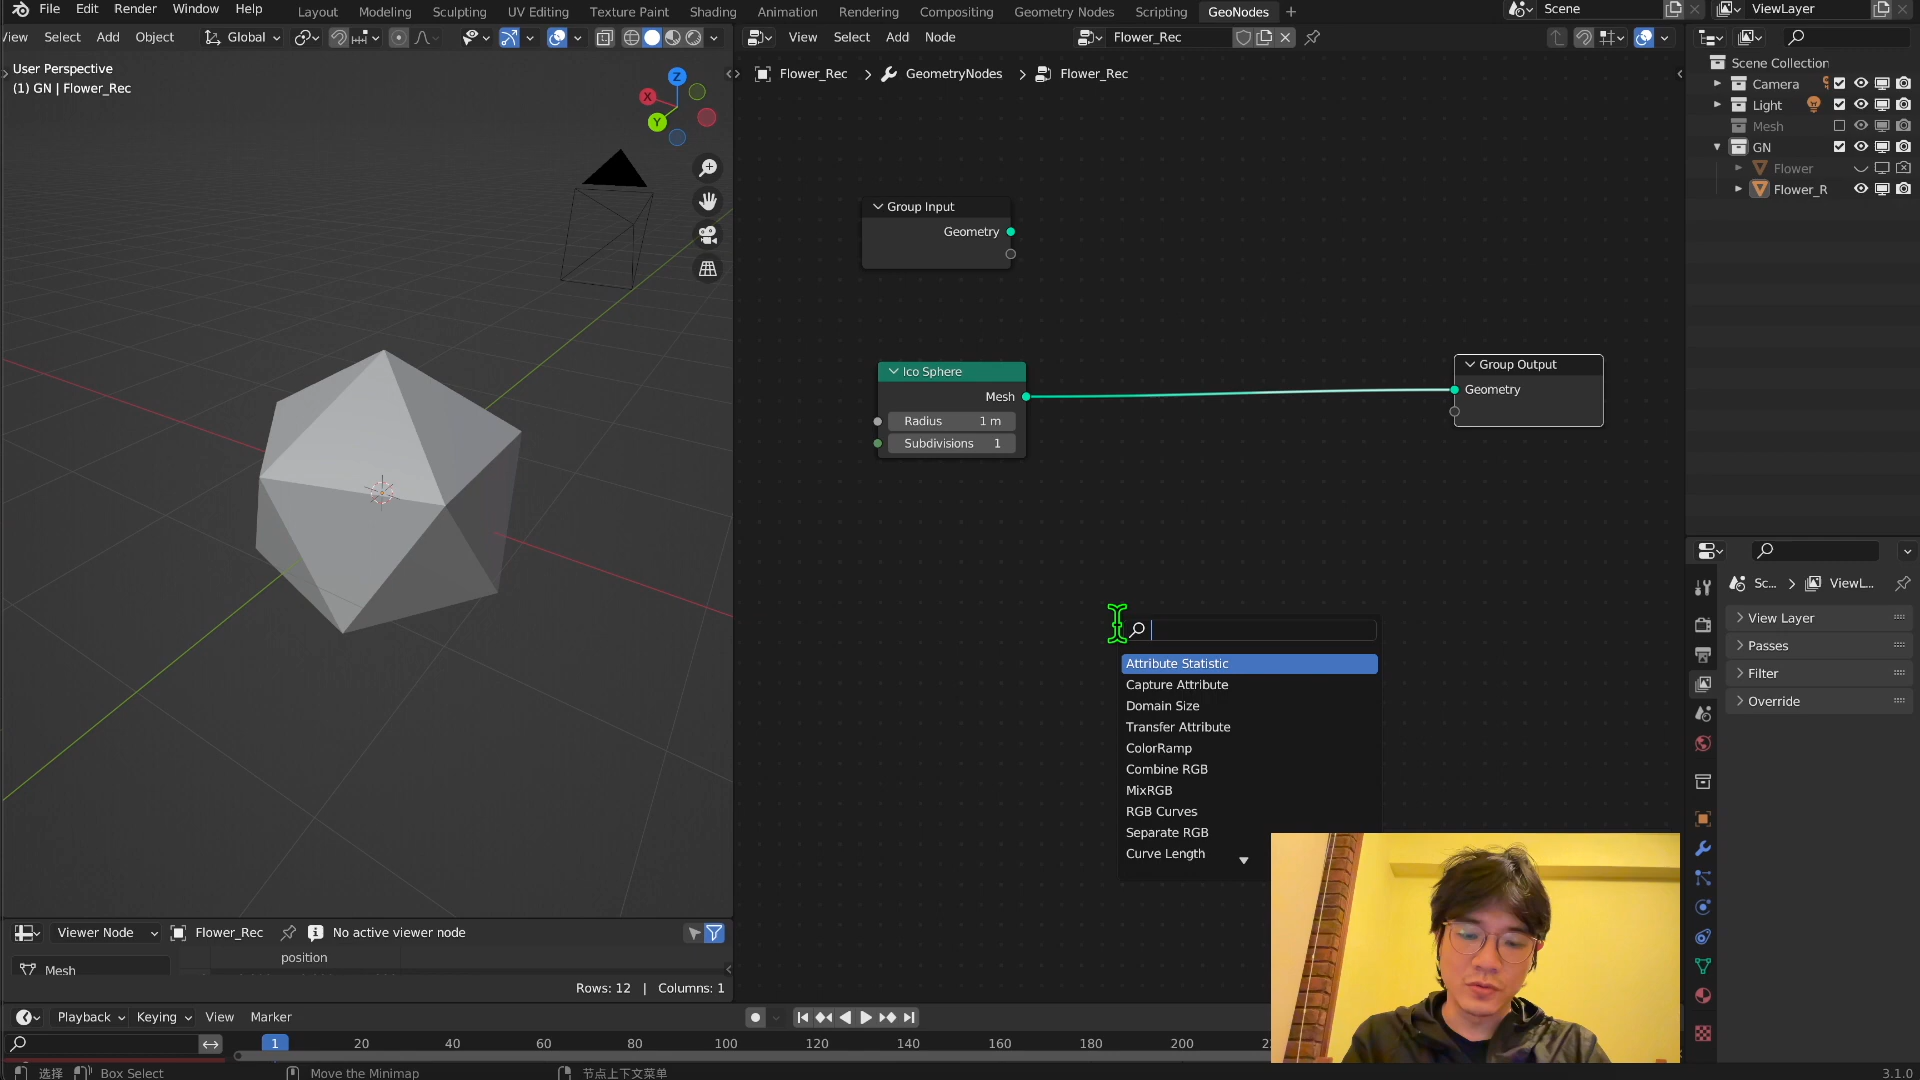 File Edit Render Window Help Layout Modeling Sculpting UV Editing Texture Paint Shading Animation Rendering Compositing Geometry Nodes Scripting GeoNodes Scene ViewLayer
iew Select Add Object Global View Select Add Node Flower_Rec
User Perspective
(1) GN | Flower_Rec
Flower_Rec GeometryNodes Flower_Rec
Z
X
Y
Scene Collection
Camera
Light
Mesh
GN
Flower
Flower_R
Group Input
Geometry
Ico Sphere
Mesh
Radius 1 m
Subdivisions 1
Group Output
Geometry
Attribute Statistic
Capture Attribute
Domain Size
Transfer Attribute
ColorRamp
Combine RGB
MixRGB
RGB Curves
Separate RGB
Curve Length
Sc... ViewL...
View Layer
Passes
Filter
Override
Viewer Node Flower_Rec No active viewer node
position
Mesh
Rows: 12 | Columns: 1
Playback Keying View Marker
1 20 40 60 80 100 120 140 160 180 200
选择 Box Select Move the Minimap 节点上下文菜单 3.1.0